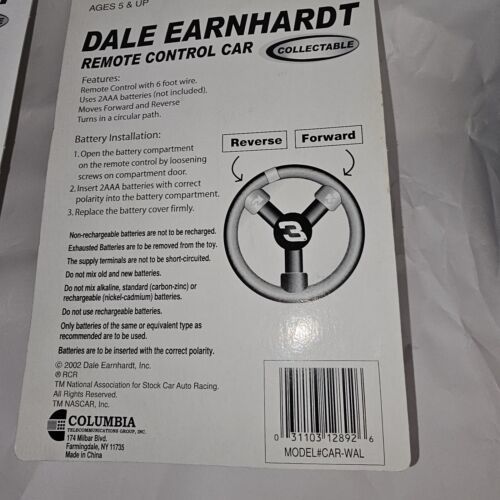 AGES 5 & UP
DALE EARNHARDT
REMOTE CONTROL CAR COLLECTABLE
Features:
Remote Control with 6 foot wire.
Uses 2AAA batteries (not included).
Moves Forward and Reverse
Turns in a circular path.
Battery Installation:
1. Open the battery compartment
on the remote control by loosening
screws on compartment door.
2. Insert 2AAA batteries with correct
polarity into the battery compartment.
3. Replace the battery cover firmly.
Reverse Forward
3
Non-rechargeable batteries are not to be recharged.
Exhausted Batteries are to be removed from the toy.
The supply terminals are not to be short-circuited.
Do not mix old and new batteries.
Do not mix alkaline, standard (carbon-zinc) or
rechargeable (nickel-cadmium) batteries.
Do not use rechargeable batteries.
Only batteries of the same or equivalent type as
recommended are to be used.
Batteries are to be inserted with the correct polarity.
© 2002 Dale Earnhardt, Inc.
® RCR
TM National Association for Stock Car Auto Racing.
All Rights Reserved.
TM NASCAR, Inc.
COLUMBIA
TELECOMMUNICATIONS GROUP, INC.
174 Milbar Blvd.
Farmingdale, NY 11735
Made in China
0 31103 12892 6
MODEL#CAR-WAL